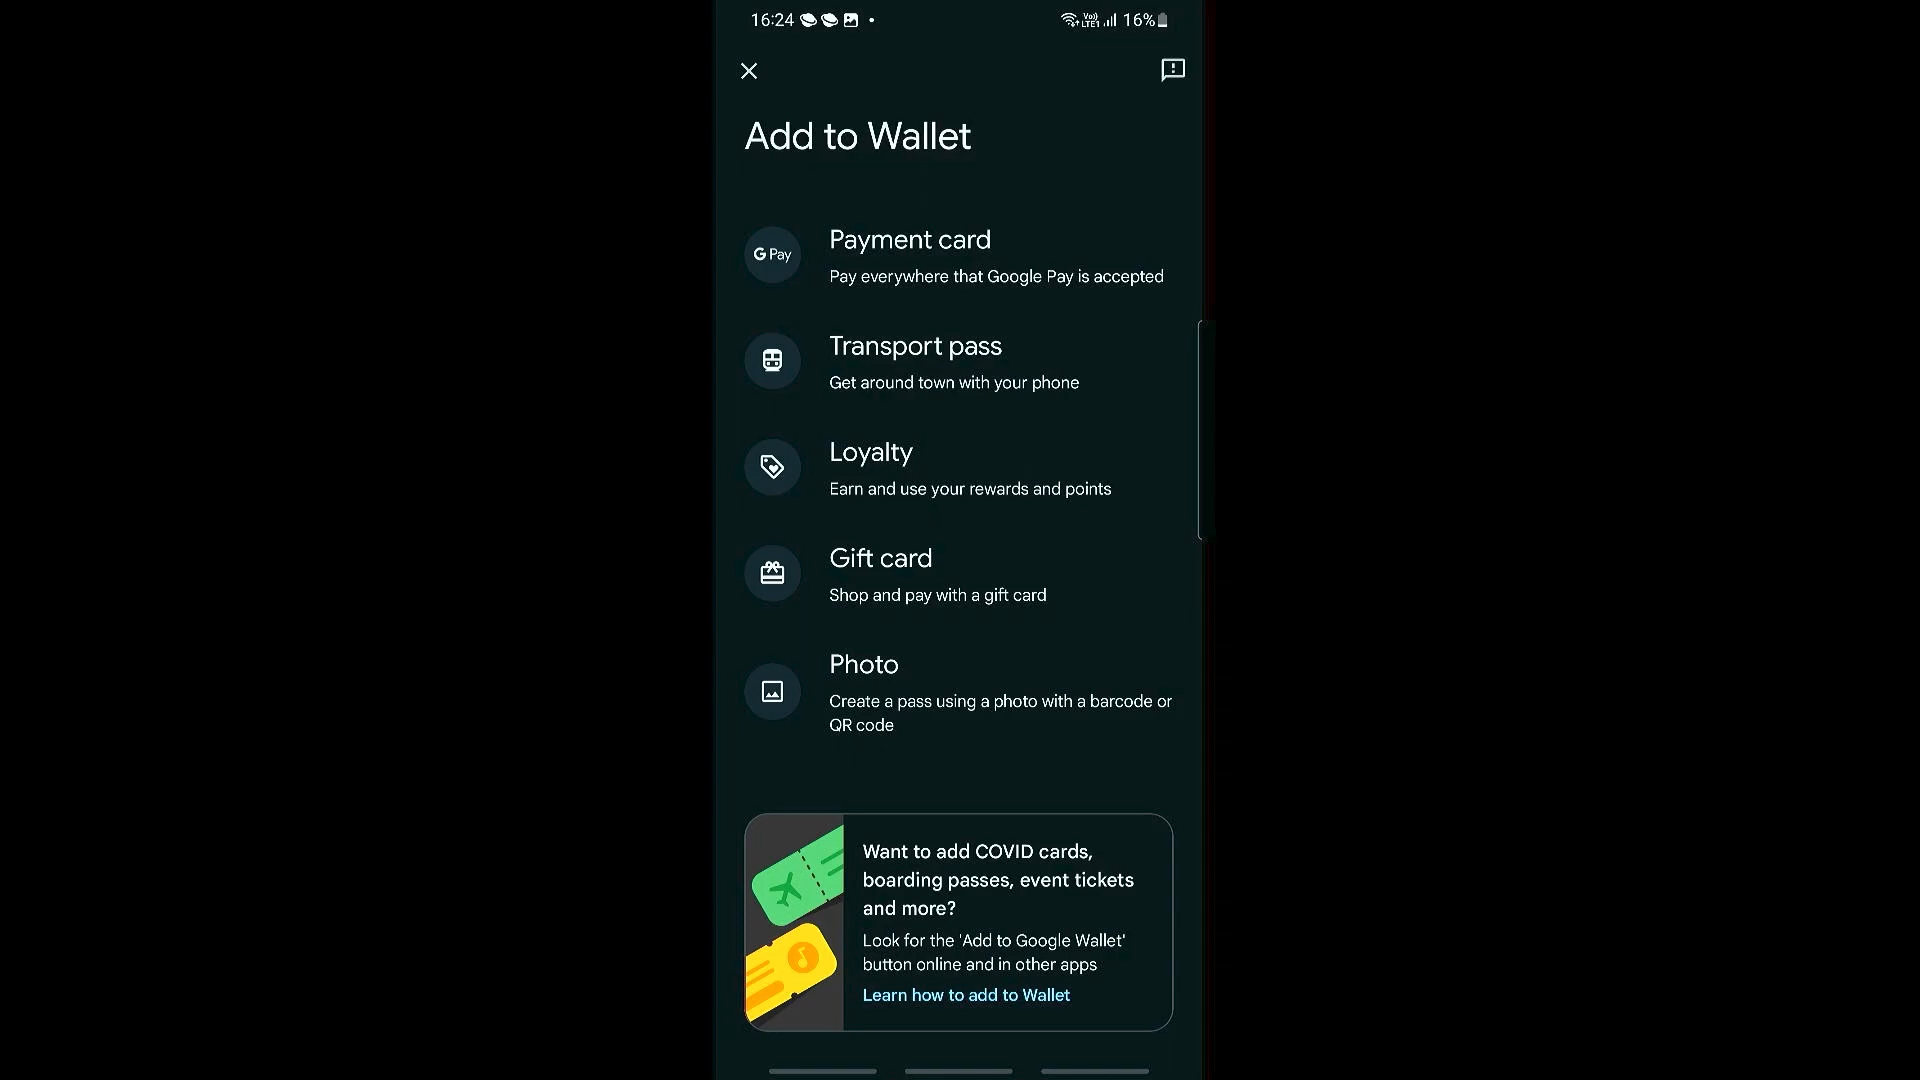 16:24
Vo))
LTE1
16%
Add to Wallet
G Pay
Payment card
Pay everywhere that Google Pay is accepted
Transport pass
Get around town with your phone
Loyalty
Earn and use your rewards and points
Gift card
Shop and pay with a gift card
Photo
Create a pass using a photo with a barcode or
QR code
Want to add COVID cards,
boarding passes, event tickets
and more?
Look for the 'Add to Google Wallet'
button online and in other apps
Learn how to add to Wallet